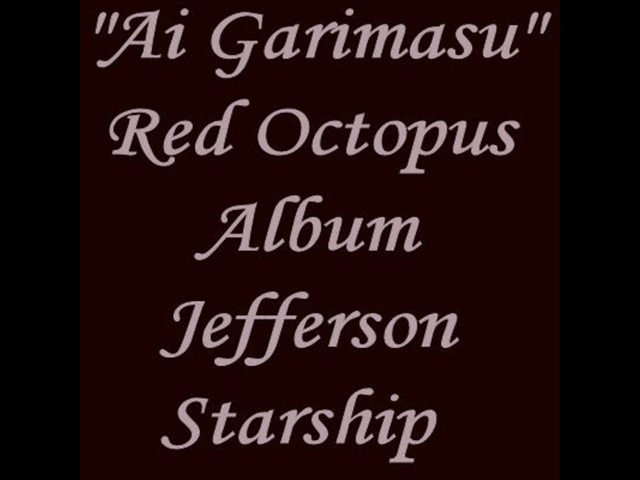 "Ai Garimasu"
Red Octopus
Album
Jefferson
Starship